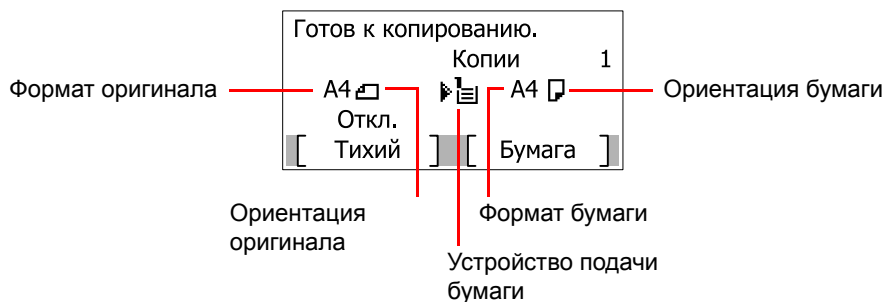 Готов к копированию.
Копии 1
Формат оригинала A4 A4 Ориентация бумаги
Откл.
[ Тихий ] [ Бумага ]
Ориентация оригинала
Формат бумаги
Устройство подачи бумаги